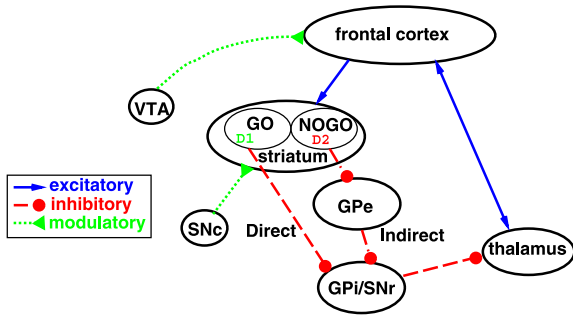 frontal cortex
VTA
GO
NOGO
D1
D2
striatum
excitatory
inhibitory
modulatory
SNc
Direct
GPe
Indirect
thalamus
GPi/SNr